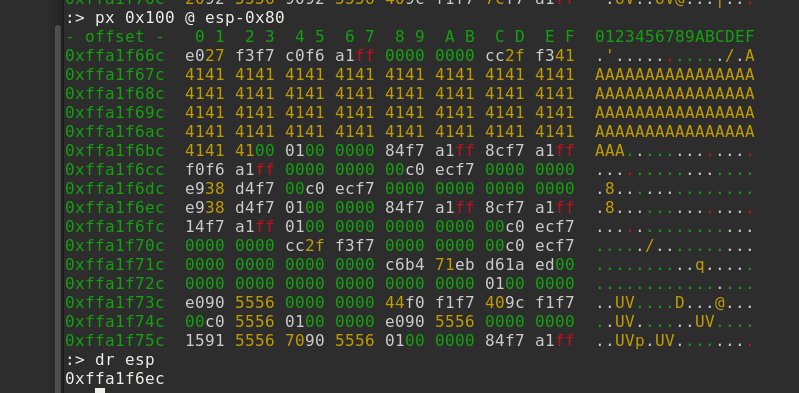 :> px 0x100 @ esp-0x80
- offset -   0 1  2 3  4 5  6 7  8 9  A B  C D  E F  0123456789ABCDEF
0xffa1f66c  e027 f3f7 c0f6 a1ff 0000 0000 cc2f f341  .'.........../.A
0xffa1f67c  4141 4141 4141 4141 4141 4141 4141 4141  AAAAAAAAAAAAAAAA
0xffa1f68c  4141 4141 4141 4141 4141 4141 4141 4141  AAAAAAAAAAAAAAAA
0xffa1f69c  4141 4141 4141 4141 4141 4141 4141 4141  AAAAAAAAAAAAAAAA
0xffa1f6ac  4141 4141 4141 4141 4141 4141 4141 4141  AAAAAAAAAAAAAAAA
0xffa1f6bc  4141 4100 0100 0000 84f7 a1ff 8cf7 a1ff  AAA.............
0xffa1f6cc  f0f6 a1ff 0000 0000 00c0 ecf7 0000 0000  ................
0xffa1f6dc  e938 d4f7 00c0 ecf7 0000 0000 0000 0000  .8..............
0xffa1f6ec  e938 d4f7 0100 0000 84f7 a1ff 8cf7 a1ff  .8..............
0xffa1f6fc  14f7 a1ff 0100 0000 0000 0000 00c0 ecf7  ................
0xffa1f70c  0000 0000 cc2f f3f7 0000 0000 00c0 ecf7  ...../..........
0xffa1f71c  0000 0000 0000 0000 c6b4 71eb d61a ed00  ..........q.....
0xffa1f72c  0000 0000 0000 0000 0000 0000 0100 0000  ................
0xffa1f73c  e090 5556 0000 0000 44f0 f1f7 409c f1f7  ..UV....D...@...
0xffa1f74c  00c0 5556 0100 0000 e090 5556 0000 0000  ..UV......UV....
0xffa1f75c  1591 5556 7090 5556 0100 0000 84f7 a1ff  ..UVp.UV........
:> dr esp
0xffa1f6ec